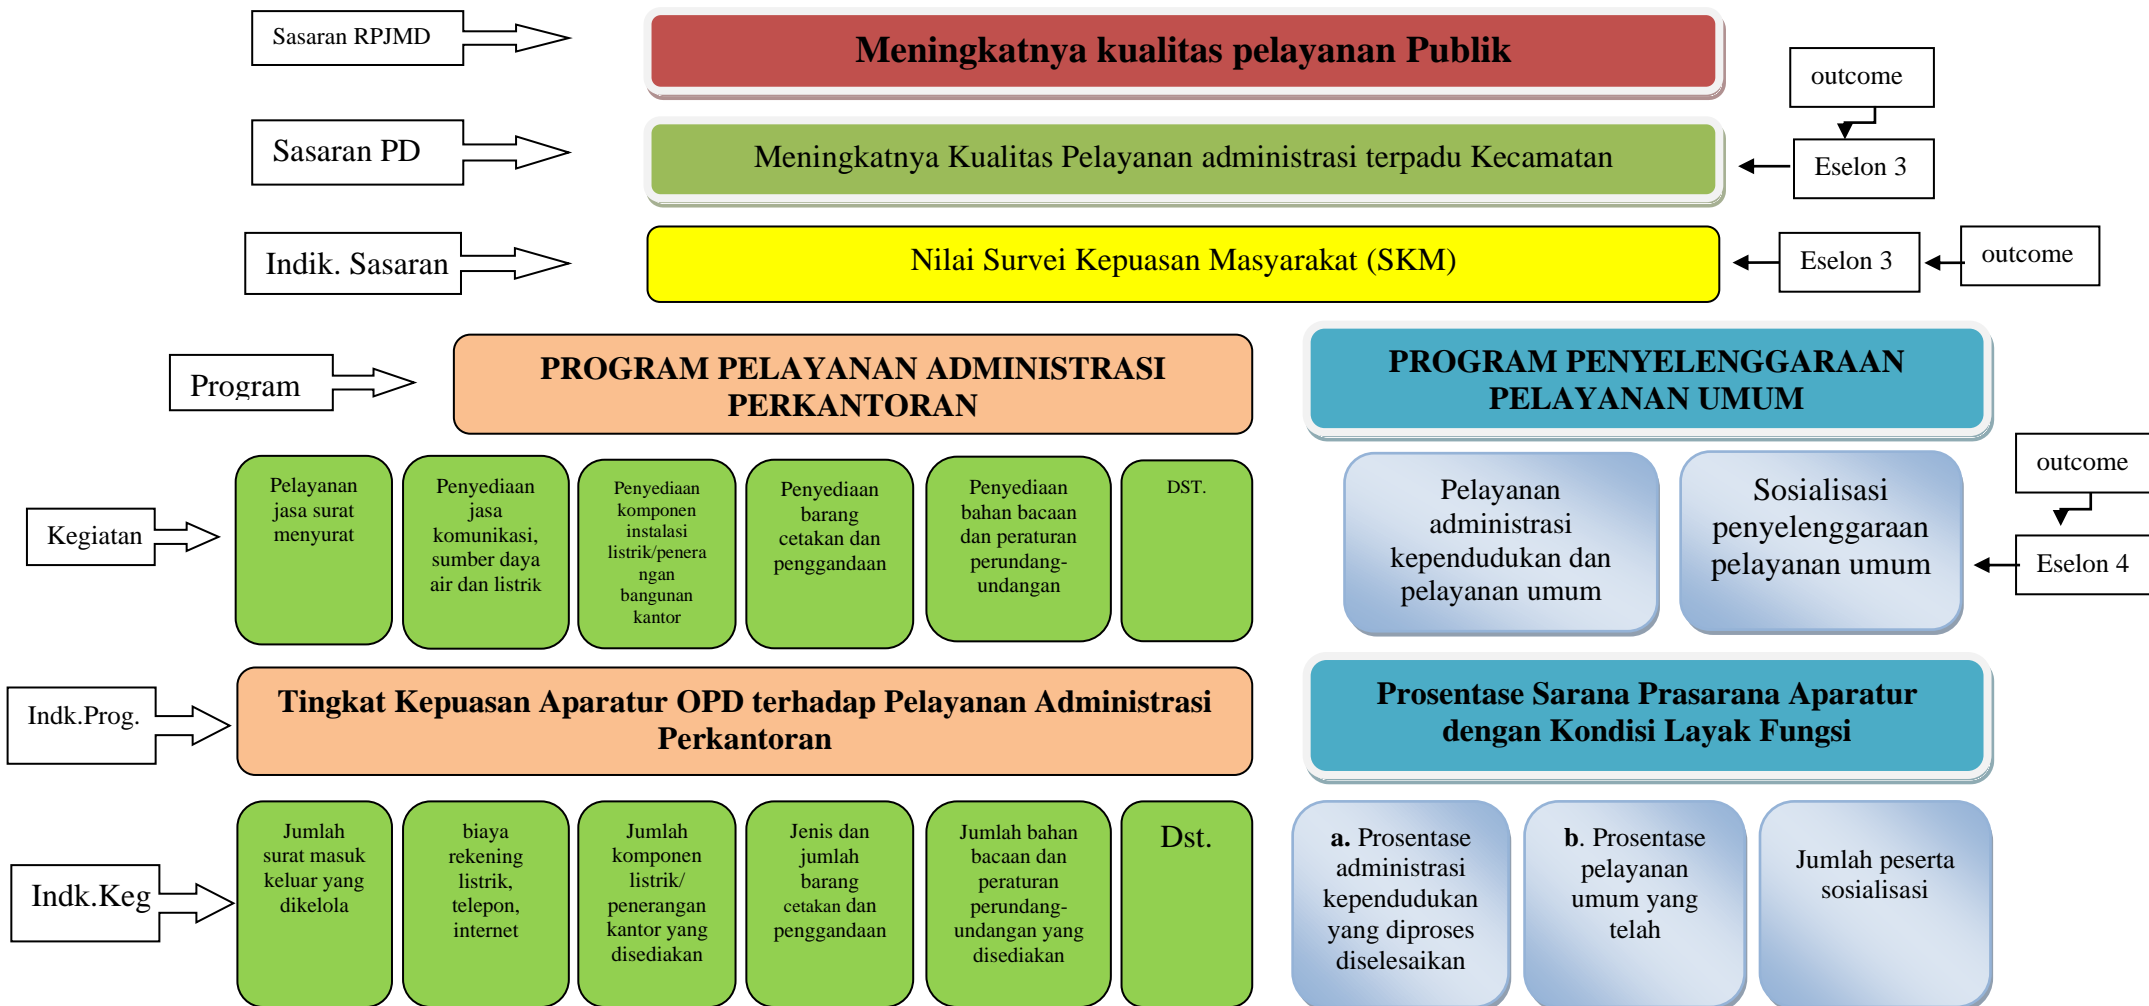 Sasaran RPJMD
Meningkatnya kualitas pelayanan Publik
outcome
Sasaran PD
Meningkatnya Kualitas Pelayanan administrasi terpadu Kecamatan
Eselon 3
Indik. Sasaran
Nilai Survei Kepuasan Masyarakat (SKM)
Eselon 3
outcome
Program
PROGRAM PELAYANAN ADMINISTRASI
PERKANTORAN
PROGRAM PENYELENGGARAAN
PELAYANAN UMUM
Kegiatan
Pelayanan
jasa surat
menyurat
Penyediaan
jasa
komunikasi,
sumber daya
air dan listrik
Penyediaan
komponen
instalasi
listrik/penera
ngan
bangunan
kantor
Penyediaan
barang
cetakan dan
penggandaan
Penyediaan
bahan bacaan
dan peraturan
perundang-
undangan
DST.
Pelayanan
administrasi
kependudukan dan
pelayanan umum
Sosialisasi
penyelenggaraan
pelayanan umum
outcome
Eselon 4
Indk.Prog.
Tingkat Kepuasan Aparatur OPD terhadap Pelayanan Administrasi
Perkantoran
Prosentase Sarana Prasarana Aparatur
dengan Kondisi Layak Fungsi
Indk.Keg
Jumlah
surat masuk
keluar yang
dikelola
biaya
rekening
listrik,
telepon,
internet
Jumlah
komponen
listrik/
penerangan
kantor yang
disediakan
Jenis dan
jumlah
barang
cetakan dan
penggandaan
Jumlah bahan
bacaan dan
peraturan
perundang-
undangan yang
disediakan
Dst.
a. Prosentase
administrasi
kependudukan
yang diproses
diselesaikan
b. Prosentase
pelayanan
umum yang
telah
Jumlah peserta
sosialisasi